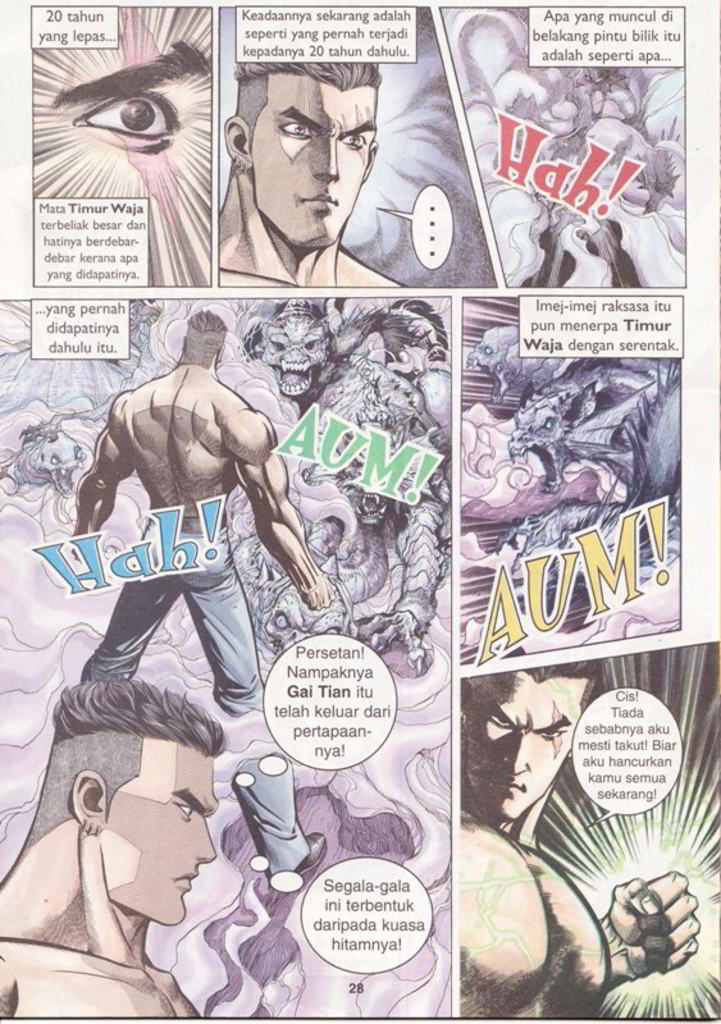 20 tahun
yang lepas...
Mata Timur Waja
terbeliak besar dan
hatinya berdebar-
debar kerana apa
yang didapatinya.
Keadaannya sekarang adalah
seperti yang pernah terjadi
kepadanya 20 tahun dahulu.
....
Apa yang muncul di
belakang pintu bilik itu
adalah seperti apa...
Hah!
...yang pernah
didapatinya
dahulu itu.
AUM!
Hah!
Persetan!
Nampaknya
Gai Tian itu
telah keluar dari
pertapaan-
nya!
Segala-gala
ini terbentuk
daripada kuasa
hitamnya!
Imej-imej raksasa itu
pun menerpa Timur
Waja dengan serentak.
AUM!
Cis!
Tiada
sebabnya aku
mesti takut! Biar
aku hancurkan
kamu semua
sekarang!
28